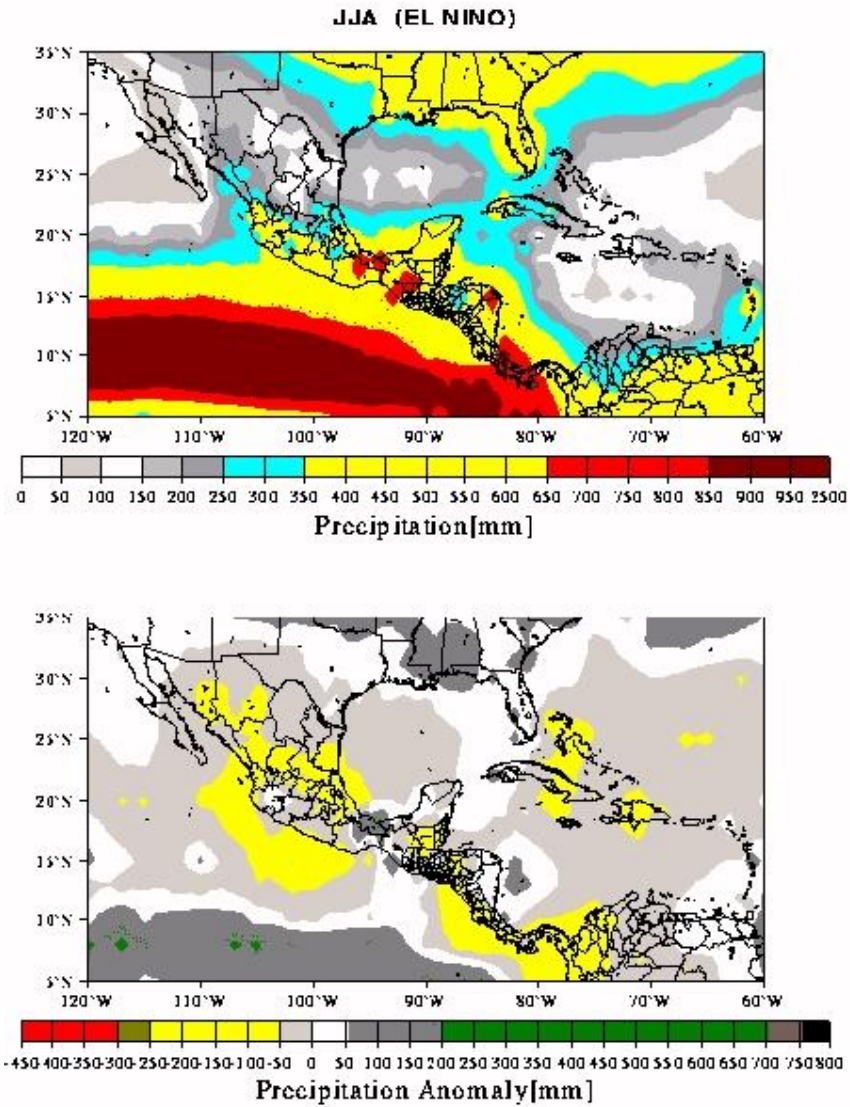 JJA (EL NINO)
35°N
30°N
25°N
20°N
15°N
10°N
5°N
120°W 110°W 100°W 90°W 80°W 70°W 60°W
0 50 100 150 200 250 300 350 400 450 500 550 600 650 700 750 800 850 900 950 2500
Precipitation[mm]
35°N
30°N
25°N
20°N
15°N
10°N
5°N
120°W 110°W 100°W 90°W 80°W 70°W 60°W
-450-400-350-300-250-200-150-100-50 0 50 100 150 200 250 300 350 400 450 500 550 600 650 700 750 800
Precipitation Anomaly[mm]